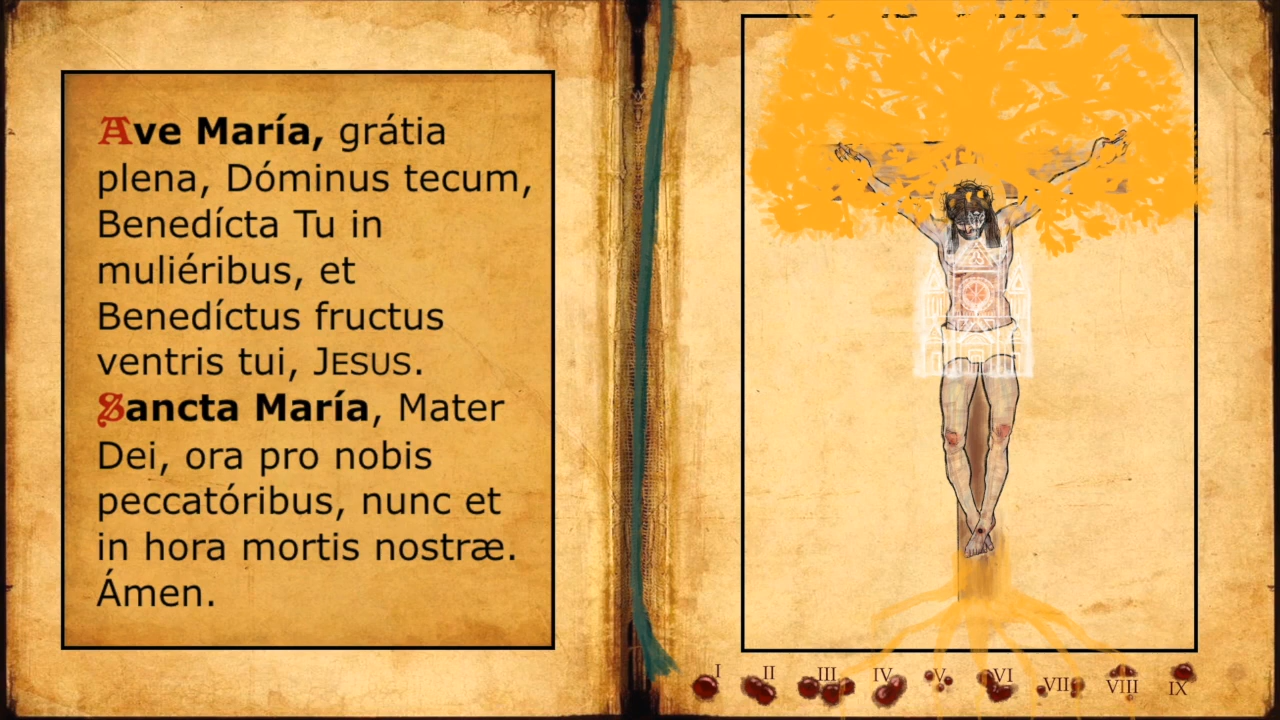 Ave María, grátia
plena, Dóminus tecum,
Benedícta Tu in
muliéribus, et
Benedíctus fructus
ventris tui, JESUS.
Sancta María, Mater
Dei, ora pro nobis
peccatóribus, nunc et
in hora mortis nostræ.
Ámen.
I II III IV V VI VII VIII IX